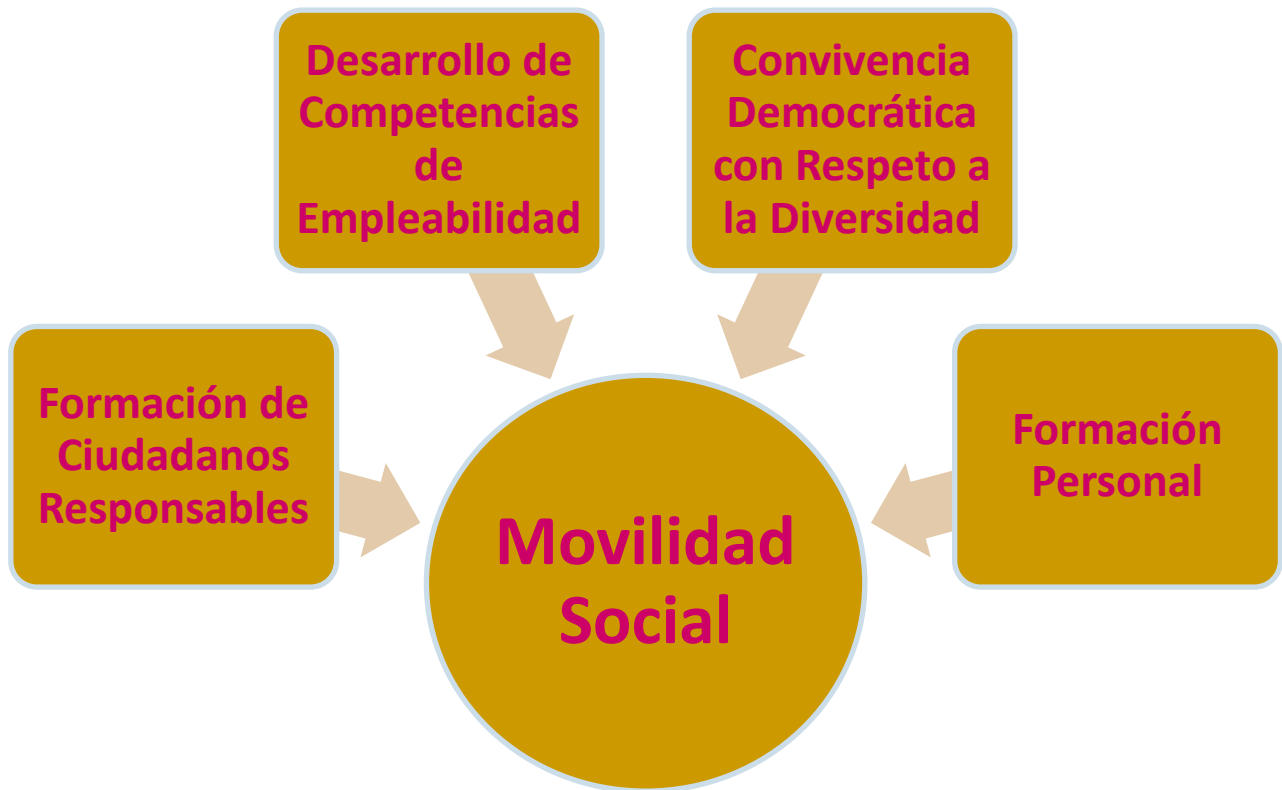 Desarrollo de
Competencias
de
Empleabilidad
Convivencia
Democrática
con Respeto a
la Diversidad
Formación de
Ciudadanos
Responsables
Formación
Personal
Movilidad
Social